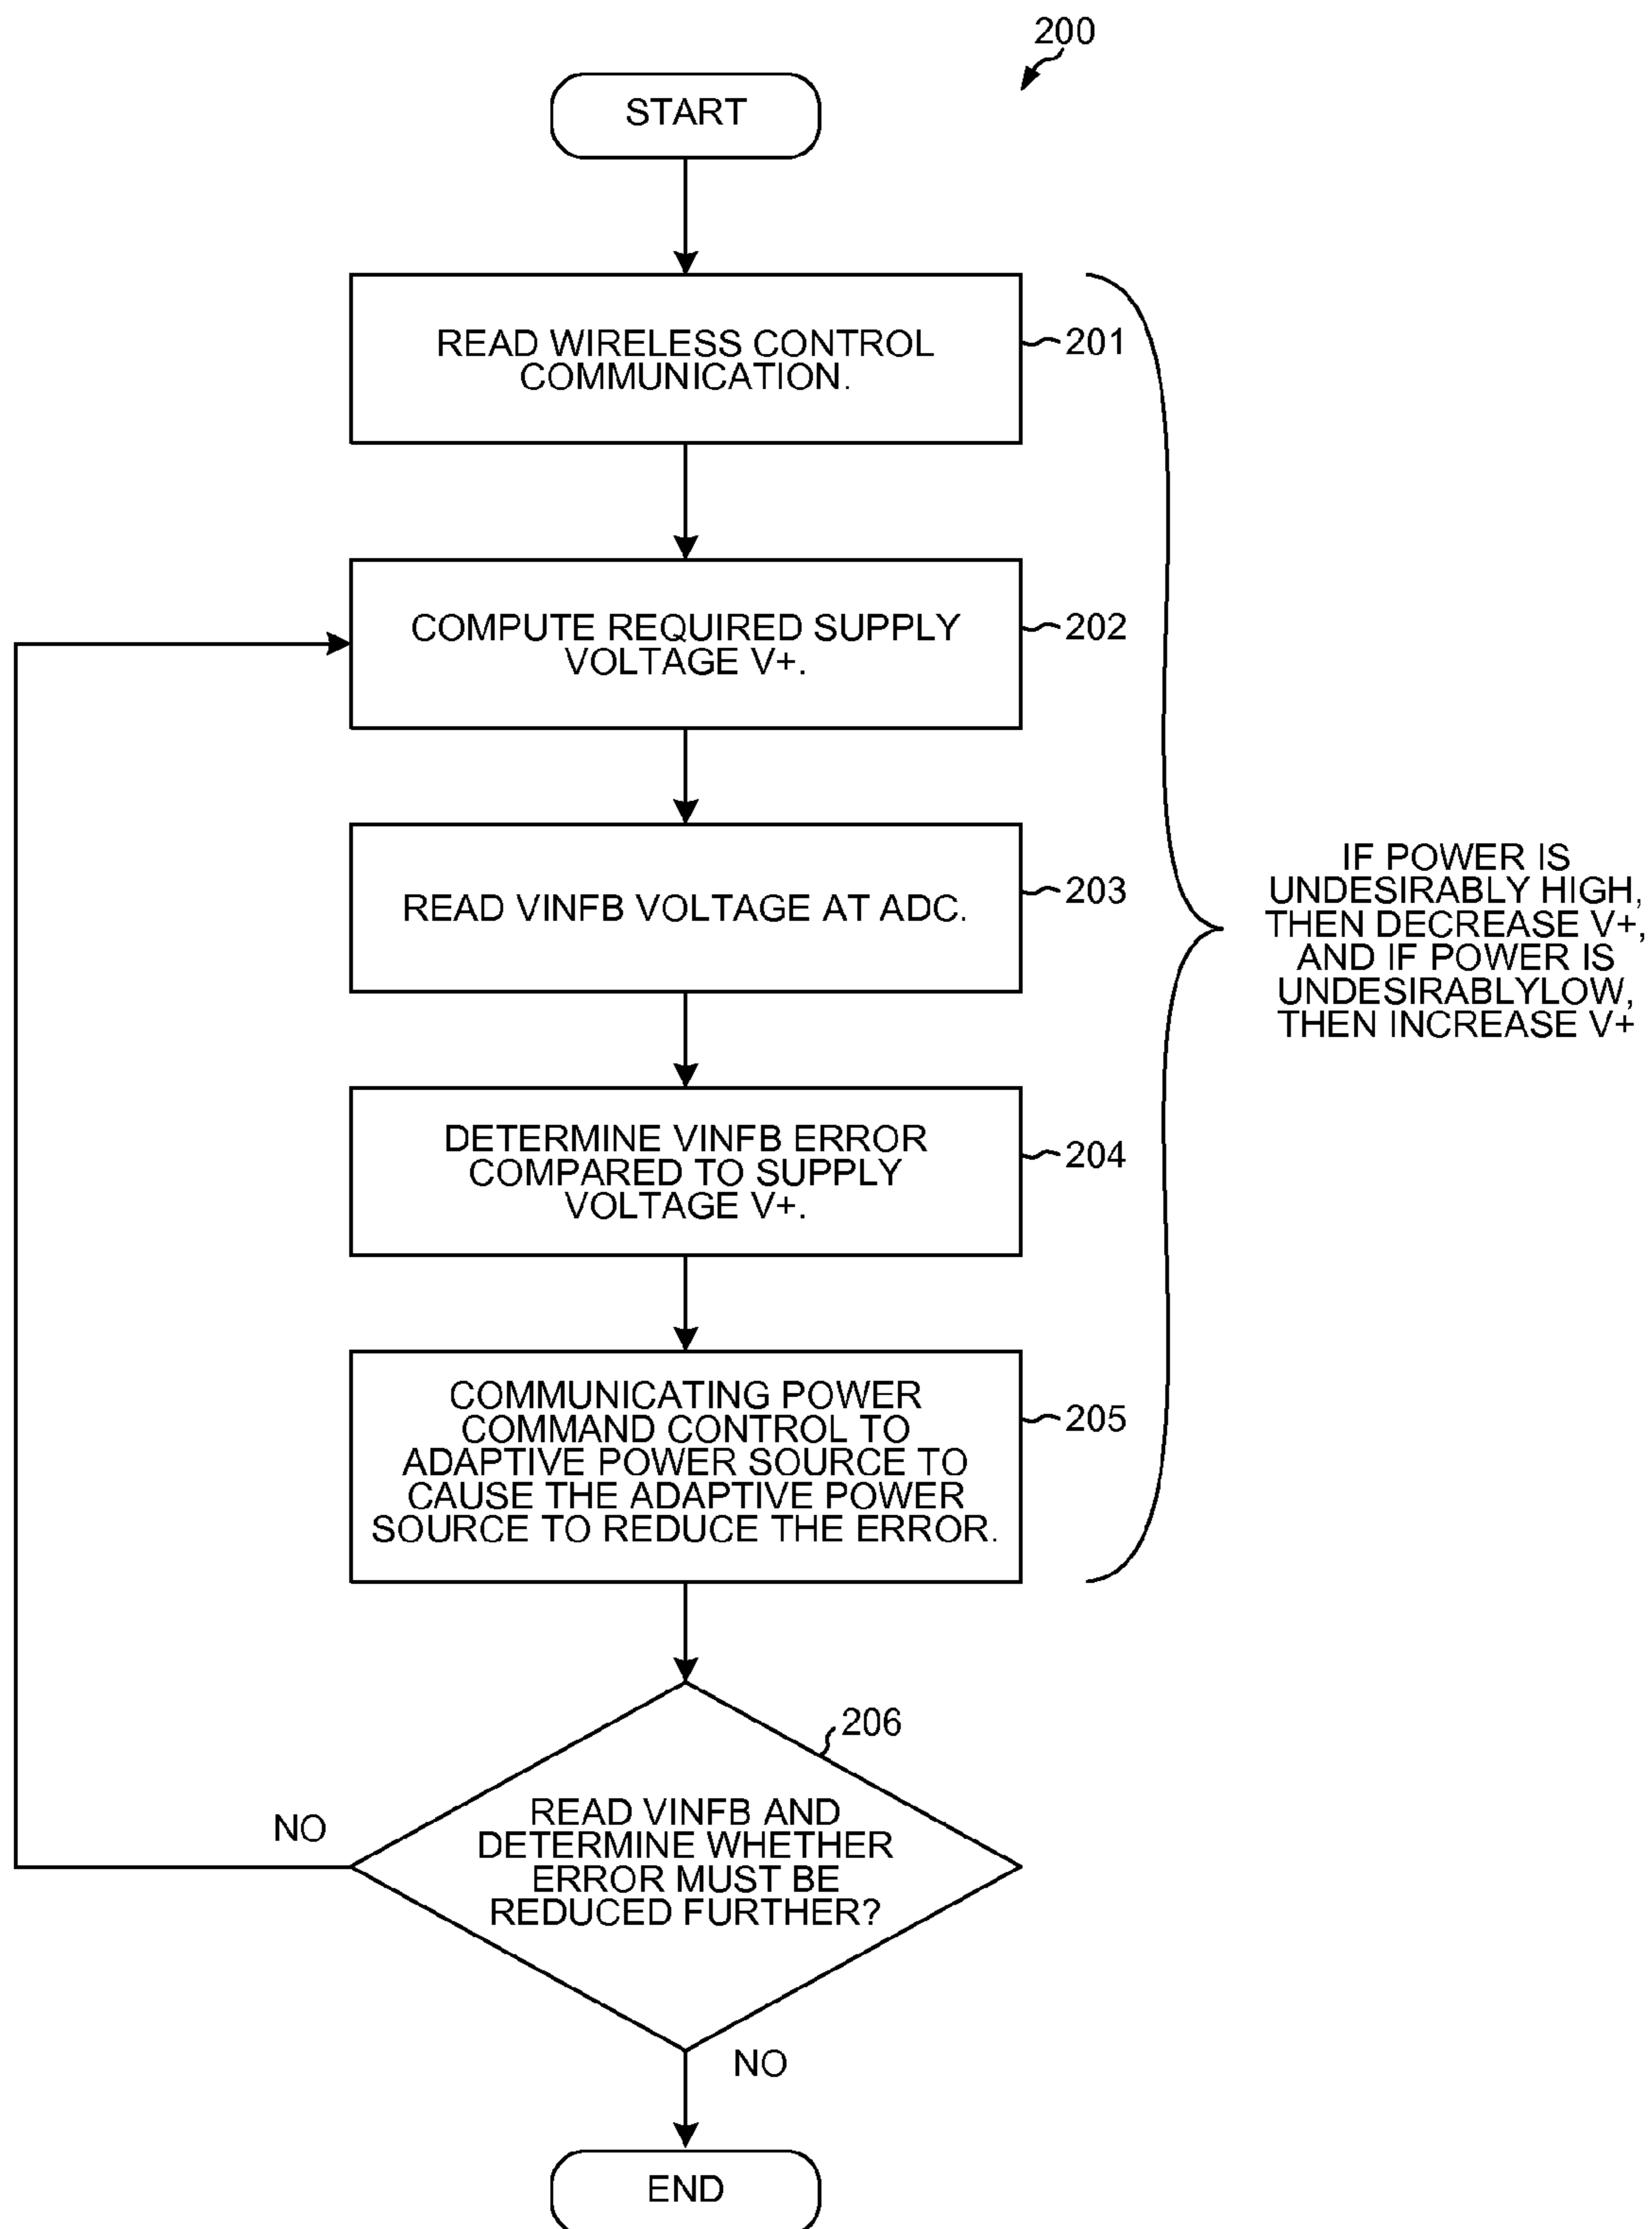 200
START
READ WIRELESS CONTROL
COMMUNICATION.
201
COMPUTE REQUIRED SUPPLY
VOLTAGE V+.
202
READ VINFB VOLTAGE AT ADC.
203
IF POWER IS
UNDESIRABLY HIGH,
THEN DECREASE V+,
AND IF POWER IS
UNDESIRABLYLOW,
THEN INCREASE V+
DETERMINE VINFB ERROR
COMPARED TO SUPPLY
VOLTAGE V+.
204
COMMUNICATING POWER
COMMAND CONTROL TO
ADAPTIVE POWER SOURCE TO
CAUSE THE ADAPTIVE POWER
SOURCE TO REDUCE THE ERROR.
205
206
READ VINFB AND
DETERMINE WHETHER
ERROR MUST BE
REDUCED FURTHER?
NO
NO
END